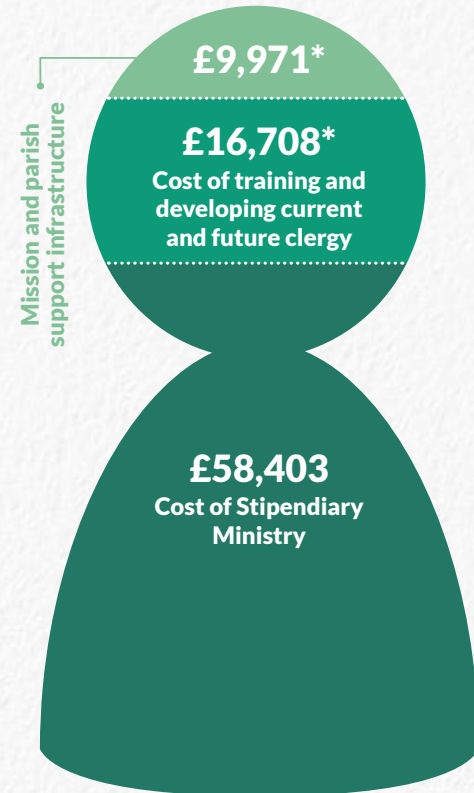 £9,971*
Mission and parish
support infrastructure
£16,708*
Cost of training and
developing current
and future clergy
£58,403
Cost of Stipendiary
Ministry